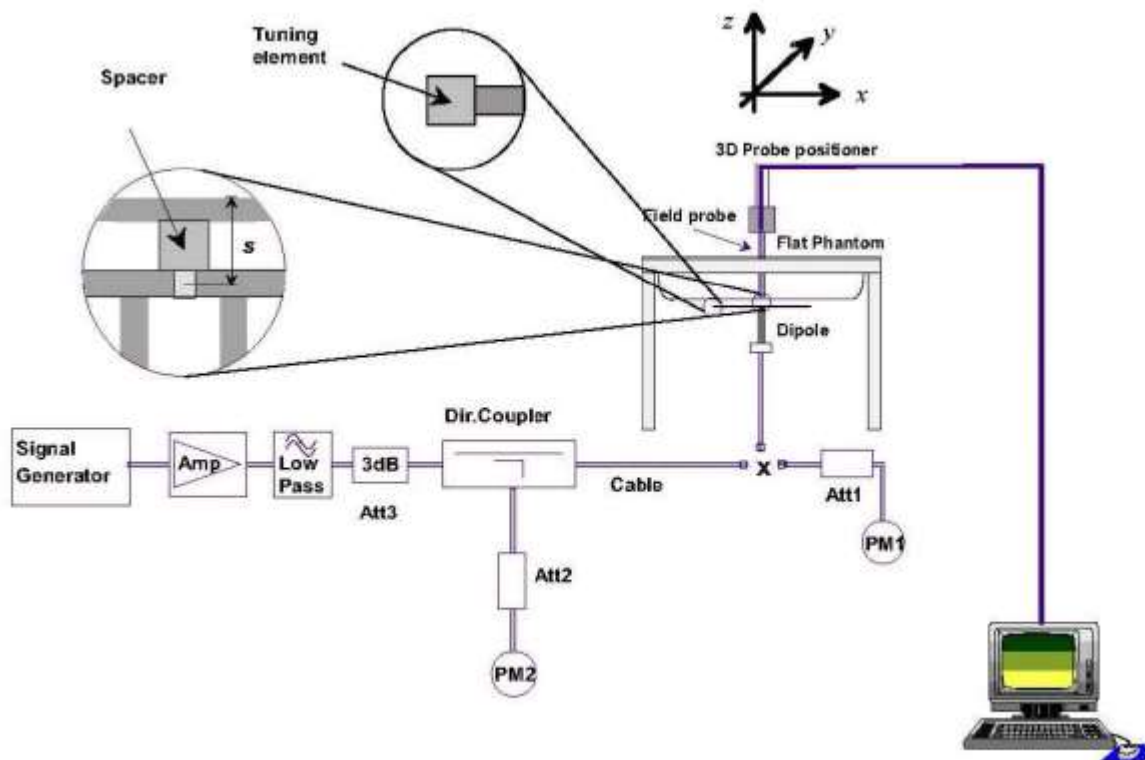 Tuning
element
Spacer
z
y
x
3D Probe positioner
Field probe
Flat Phantom
s
Dipole
Dir.Coupler
Signal
Generator
Amp
Low
Pass
3dB
Att3
Cable
x
Att1
PM1
Att2
PM2